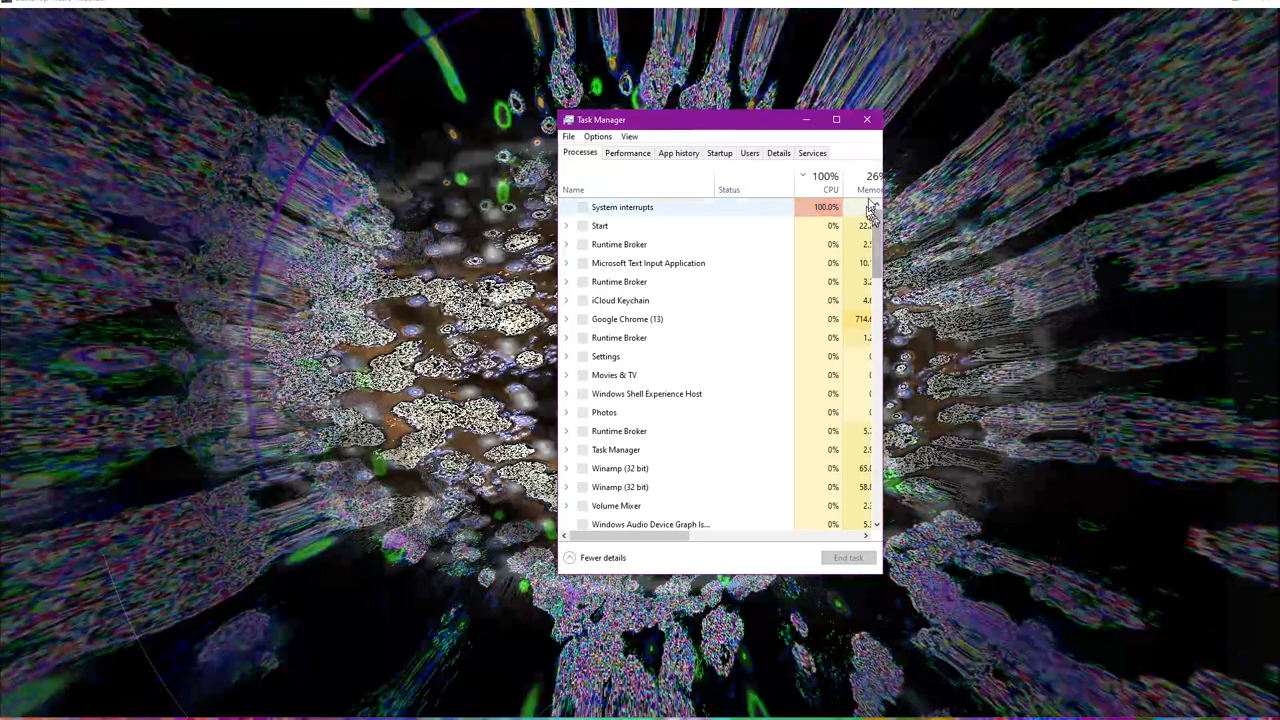 Task Manager
File Options View
Processes Performance App history Startup Users Details Services
100% 26%
Name Status CPU
System interrupts 100.0%
Start 0%
Runtime Broker 0%
Microsoft Text Input Application 0%
Runtime Broker 0%
iCloud Keychain 0%
Google Chrome (13) 0%
Runtime Broker 0%
Settings 0%
Movies & TV 0%
Windows Shell Experience Host 0%
Photos 0%
Runtime Broker 0%
Task Manager 0%
Winamp (32 bit) 0%
Winamp (32 bit) 0%
Volume Mixer 0%
Windows Audio Device Graph Is... 0%
Fewer details End task